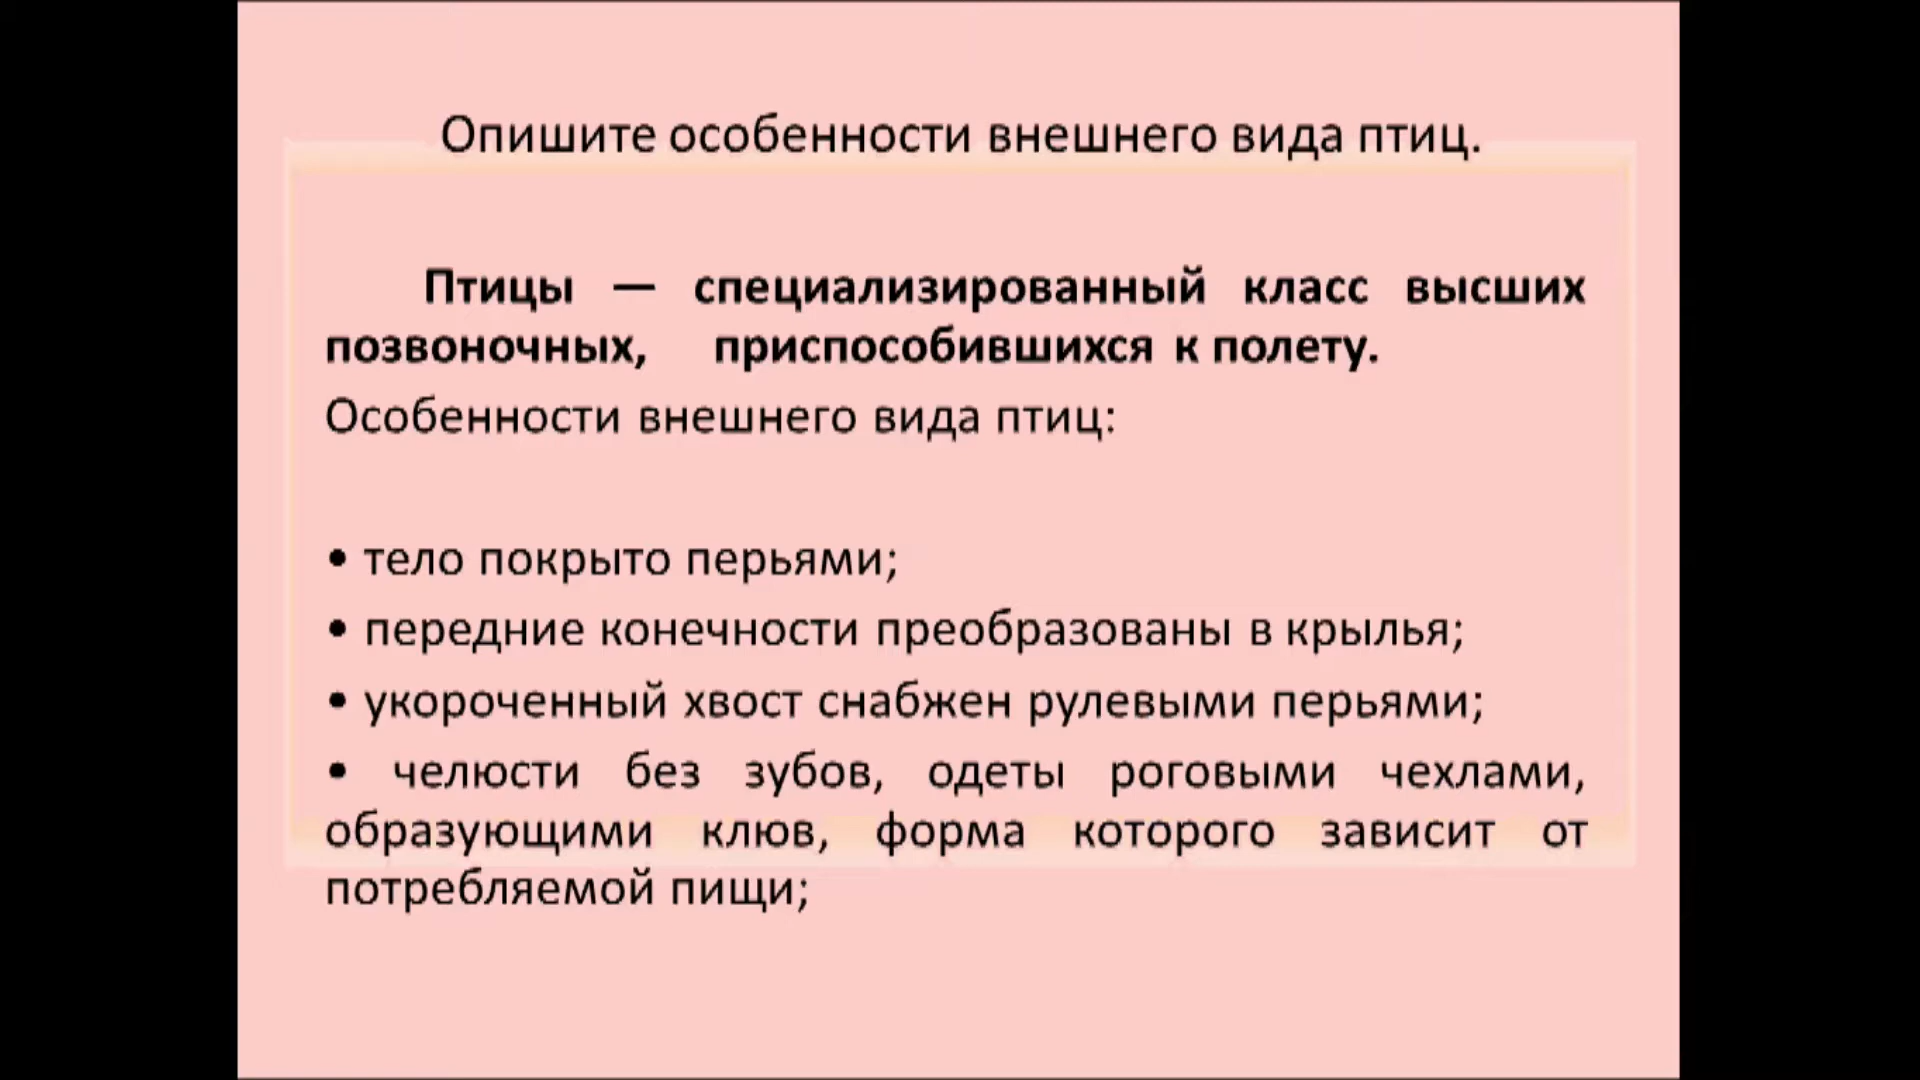 Опишите особенности внешнего вида птиц.
Птицы — специализированный класс высших
позвоночных, приспособившихся к полету.
Особенности внешнего вида птиц:
• тело покрыто перьями;
• передние конечности преобразованы в крылья;
• укороченный хвост снабжен рулевыми перьями;
• челюсти без зубов, одеты роговыми чехлами,
образующими клюв, форма которого зависит от
потребляемой пищи;